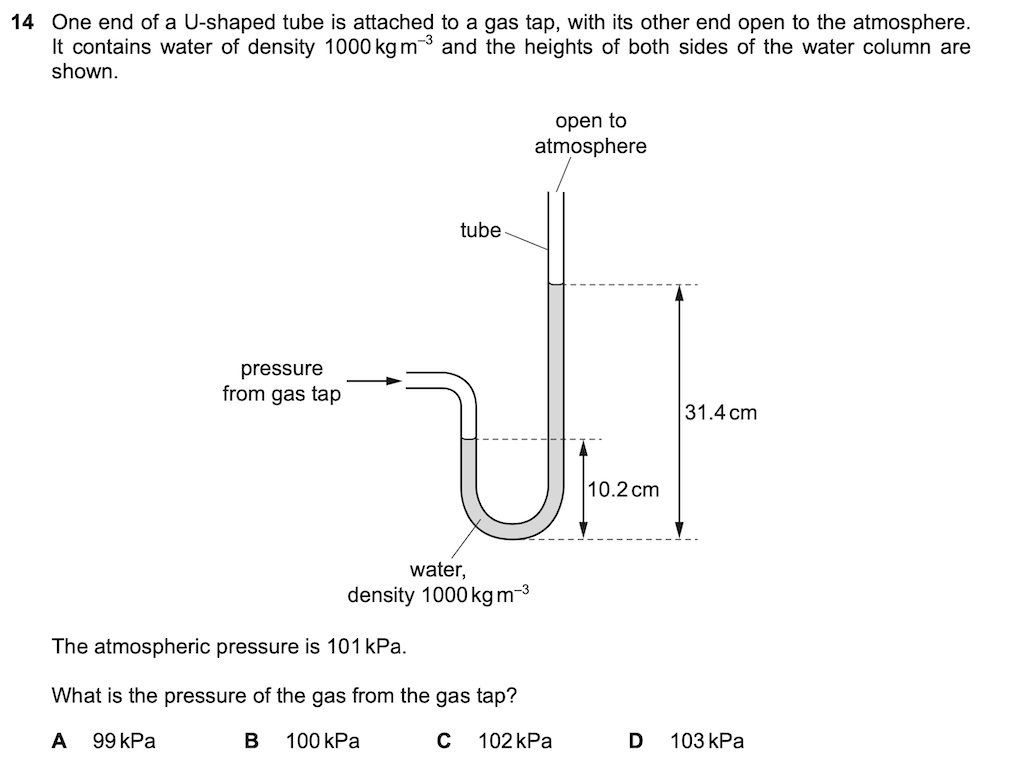 14 One end of a U-shaped tube is attached to a gas tap, with its other end open to the atmosphere.
It contains water of density 1000 kg m⁻³ and the heights of both sides of the water column are
shown.
open to
atmosphere
tube
pressure
from gas tap
31.4 cm
10.2 cm
water,
density 1000 kg m⁻³
The atmospheric pressure is 101 kPa.
What is the pressure of the gas from the gas tap?
A 99 kPa B 100 kPa C 102 kPa D 103 kPa